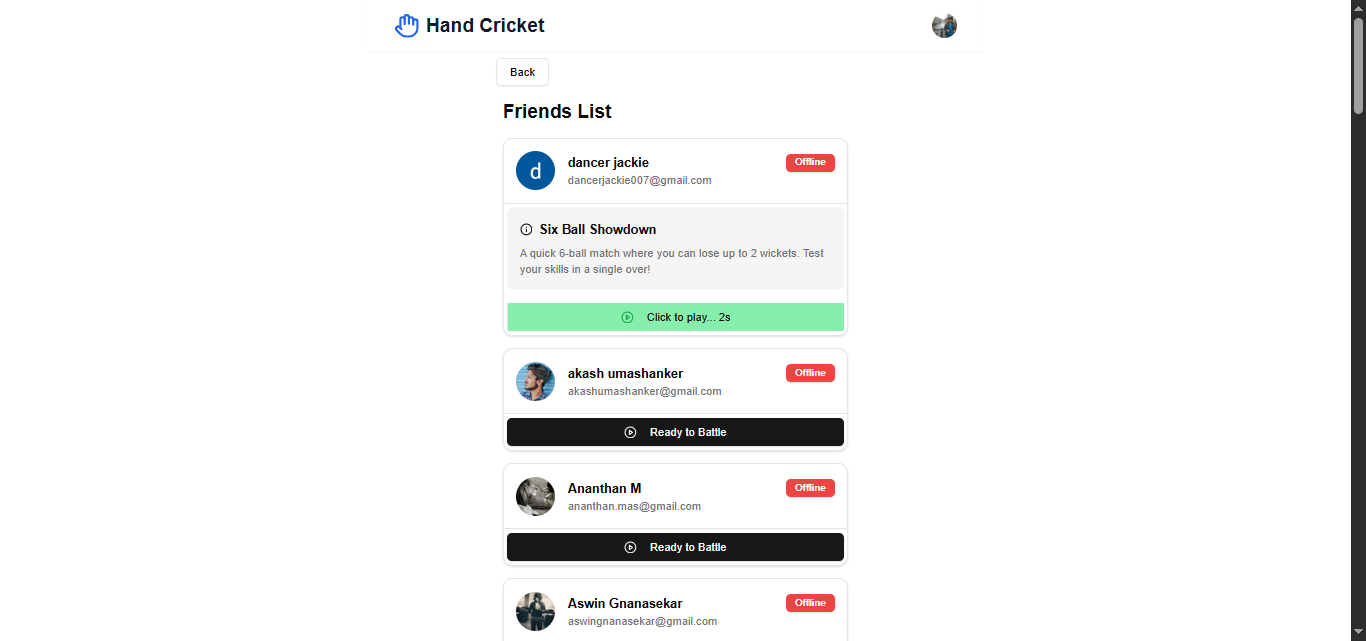 Hand Cricket
Back
Friends List
d
dancer jackie
Offline
dancerjackie007@gmail.com
Six Ball Showdown
A quick 6-ball match where you can lose up to 2 wickets. Test
your skills in a single over!
Click to play... 2s
akash umashanker
Offline
akashumashanker@gmail.com
Ready to Battle
Ananthan M
Offline
ananthan.mas@gmail.com
Ready to Battle
Aswin Gnanasekar
Offline
aswingnanasekar@gmail.com